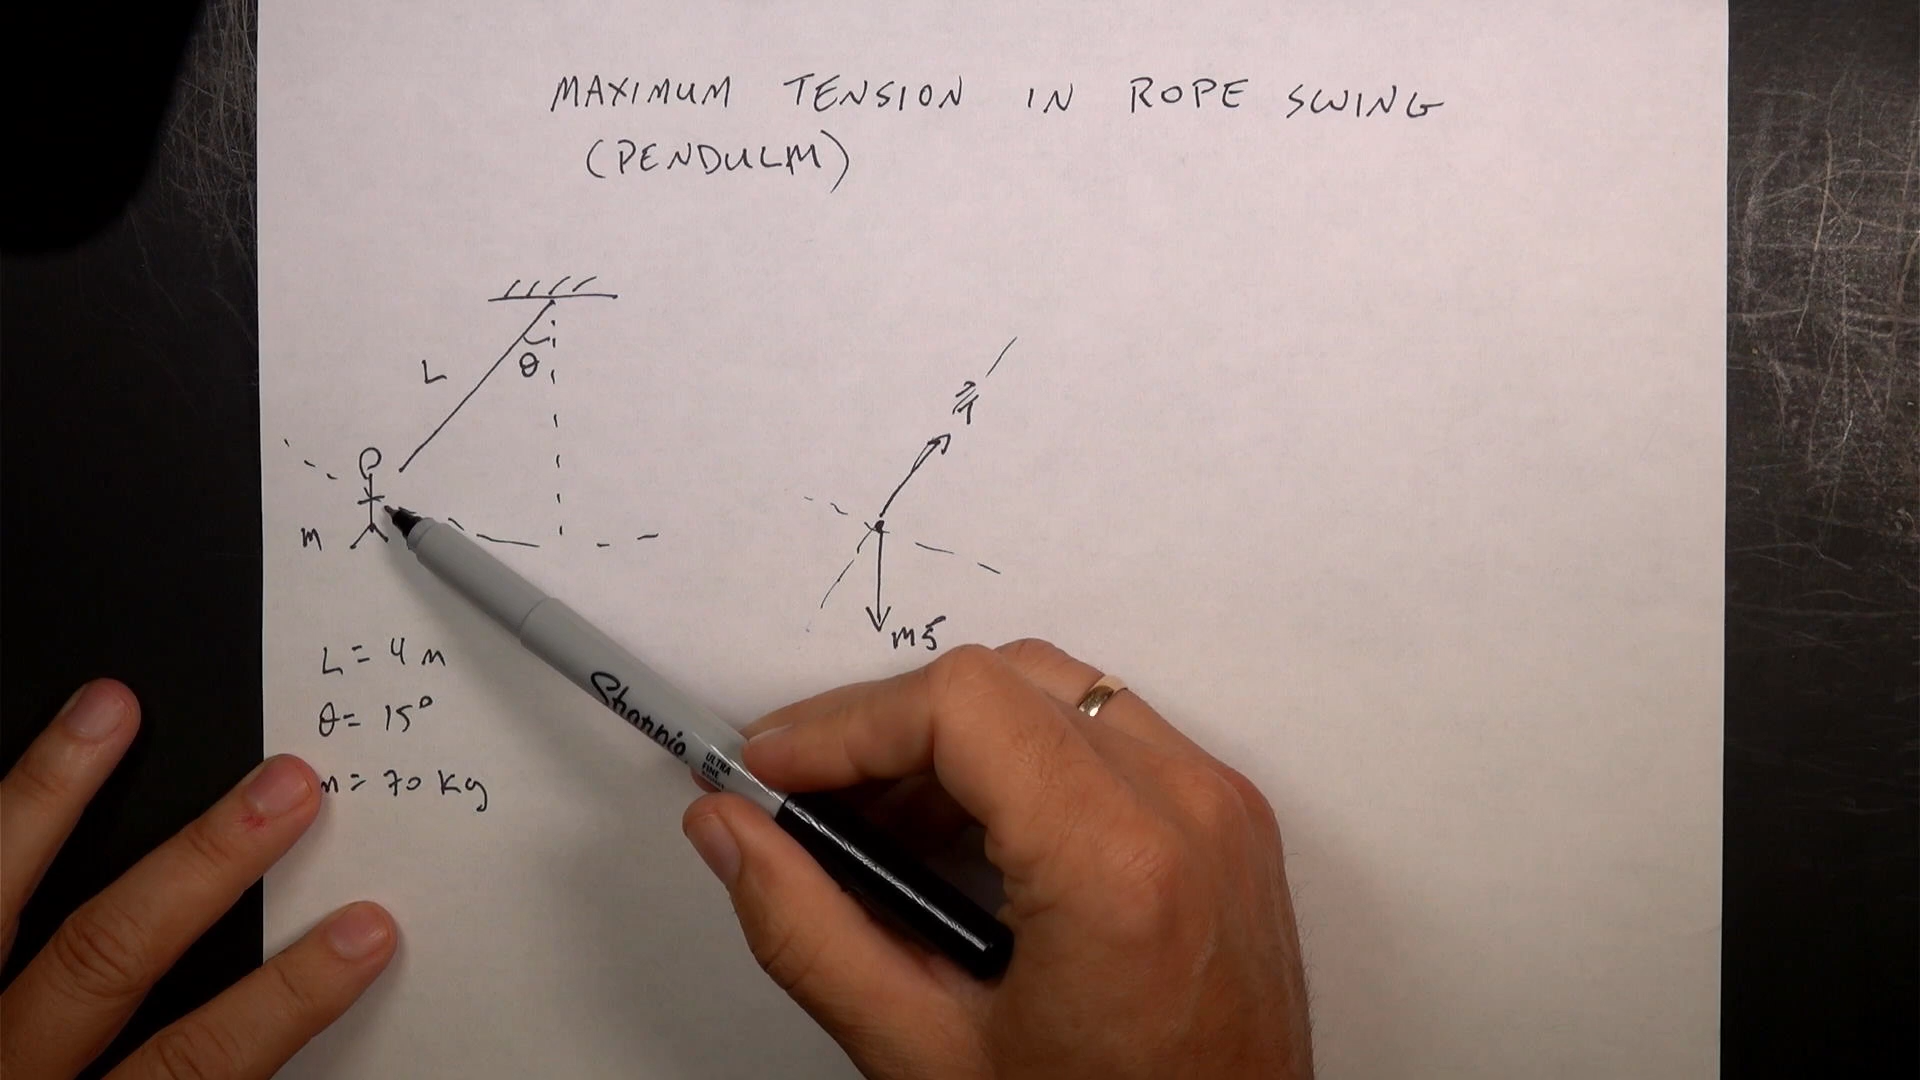 MAXIMUM TENSION IN ROPE SWING
(PENDULM)
L
θ
m
T
mg
L = 4 m
θ = 15°
m = 70 kg
Sharpie
ULTRA
FINE